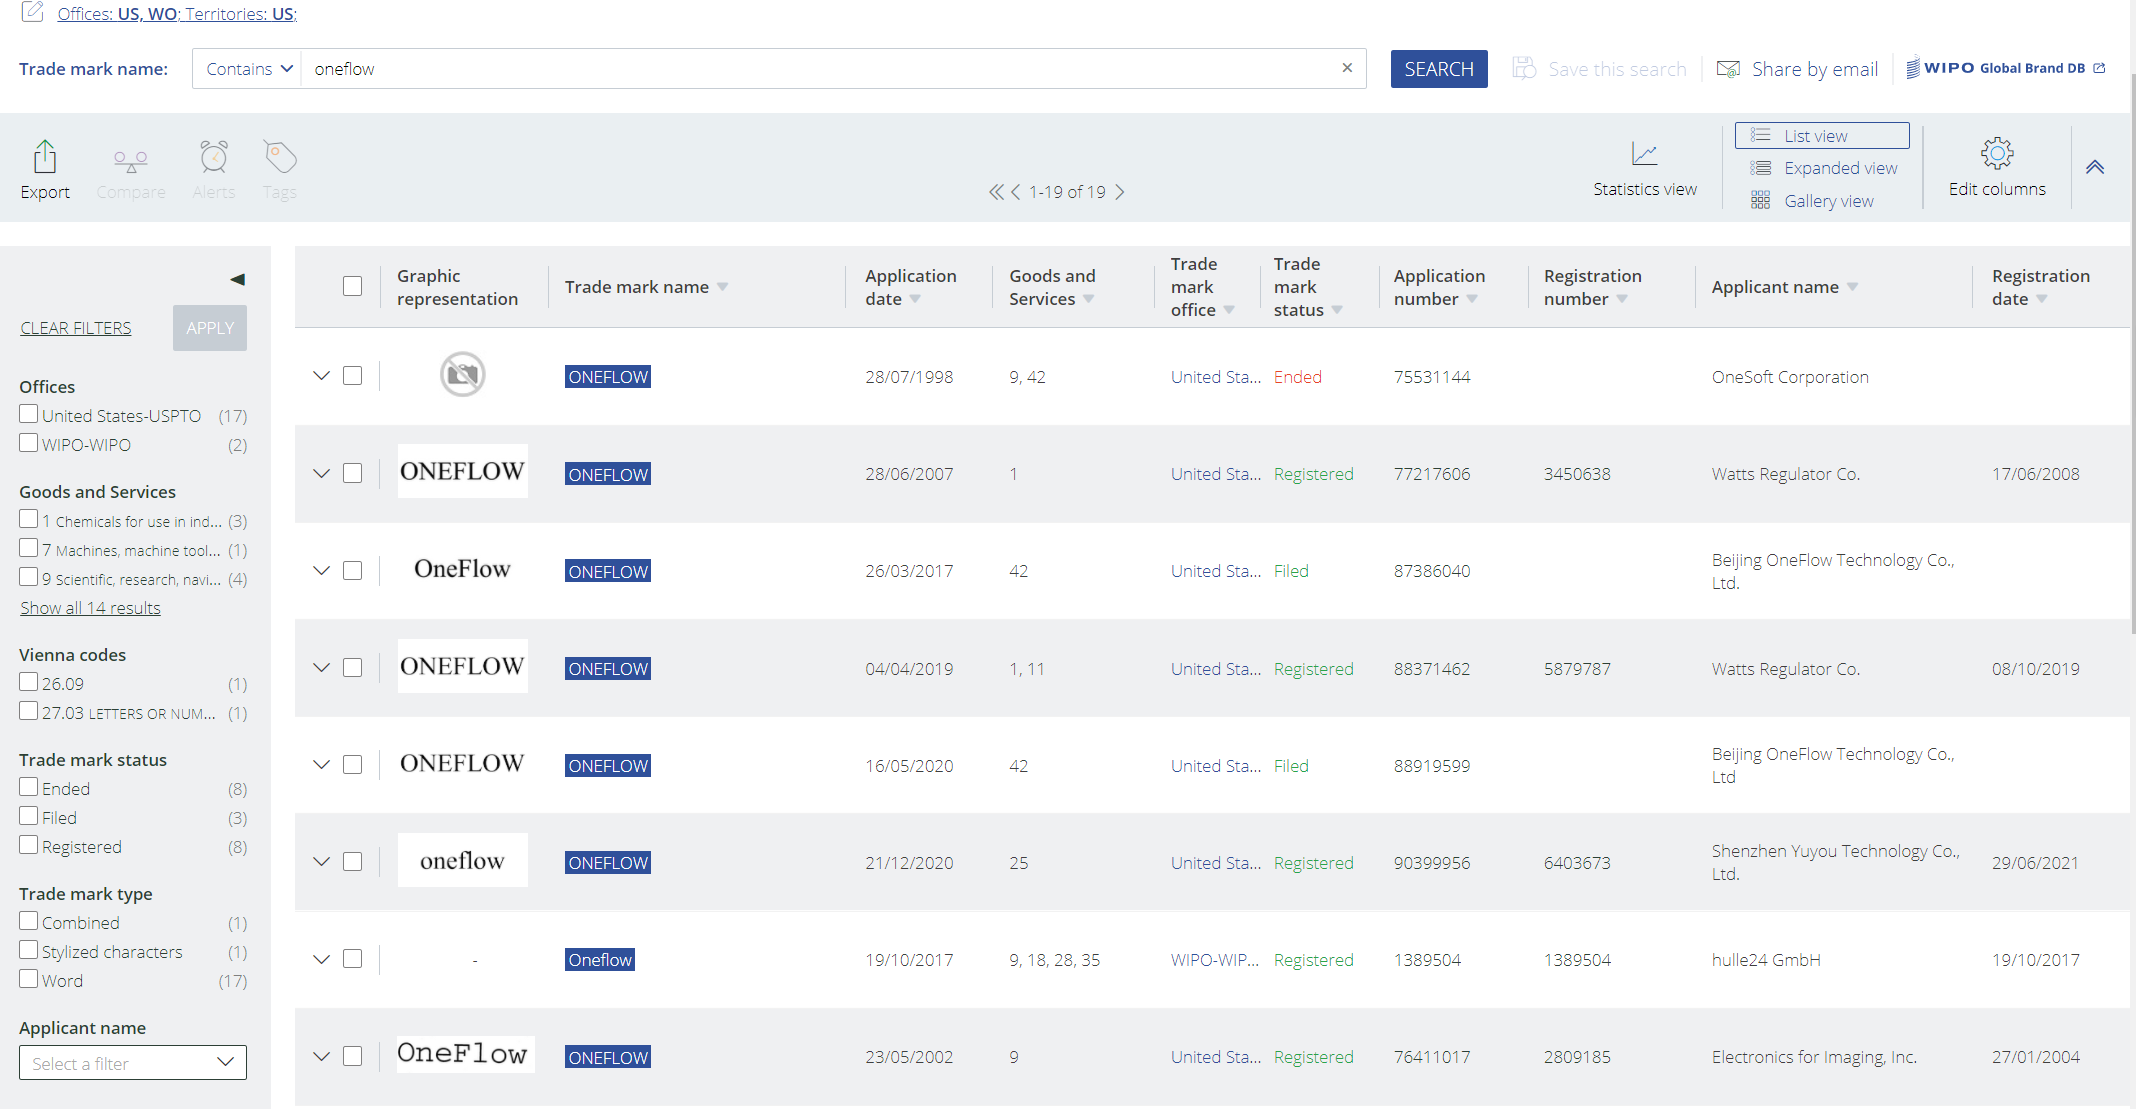 Offices: US, WO; Territories: US;
Trade mark name: Contains oneflow × SEARCH Save this search Share by email WIPO Global Brand DB
Export Compare Alerts Tags
1-19 of 19
Statistics view
List view
Expanded view
Gallery view
Edit columns
CLEAR FILTERS APPLY
Offices
United States-USPTO (17)
WIPO-WIPO (2)
Goods and Services
1 Chemicals for use in ind... (3)
7 Machines, machine tool... (1)
9 Scientific, research, navi... (4)
Show all 14 results
Vienna codes
26.09 (1)
27.03 LETTERS OR NUM... (1)
Trade mark status
Ended (8)
Filed (3)
Registered (8)
Trade mark type
Combined (1)
Stylized characters (1)
Word (17)
Applicant name
Select a filter
Graphic representation Trade mark name Application date Goods and Services Trade mark office Trade mark status Application number Registration number Applicant name Registration date
ONEFLOW 28/07/1998 9, 42 United Sta... Ended 75531144 OneSoft Corporation
ONEFLOW ONEFLOW 28/06/2007 1 United Sta... Registered 77217606 3450638 Watts Regulator Co. 17/06/2008
OneFlow ONEFLOW 26/03/2017 42 United Sta... Filed 87386040 Beijing OneFlow Technology Co., Ltd.
ONEFLOW ONEFLOW 04/04/2019 1, 11 United Sta... Registered 88371462 5879787 Watts Regulator Co. 08/10/2019
ONEFLOW ONEFLOW 16/05/2020 42 United Sta... Filed 88919599 Beijing OneFlow Technology Co., Ltd
oneflow ONEFLOW 21/12/2020 25 United Sta... Registered 90399956 6403673 Shenzhen Yuyou Technology Co., Ltd. 29/06/2021
- Oneflow 19/10/2017 9, 18, 28, 35 WIPO-WIP... Registered 1389504 1389504 hulle24 GmbH 19/10/2017
OneFlow ONEFLOW 23/05/2002 9 United Sta... Registered 76411017 2809185 Electronics for Imaging, Inc. 27/01/2004